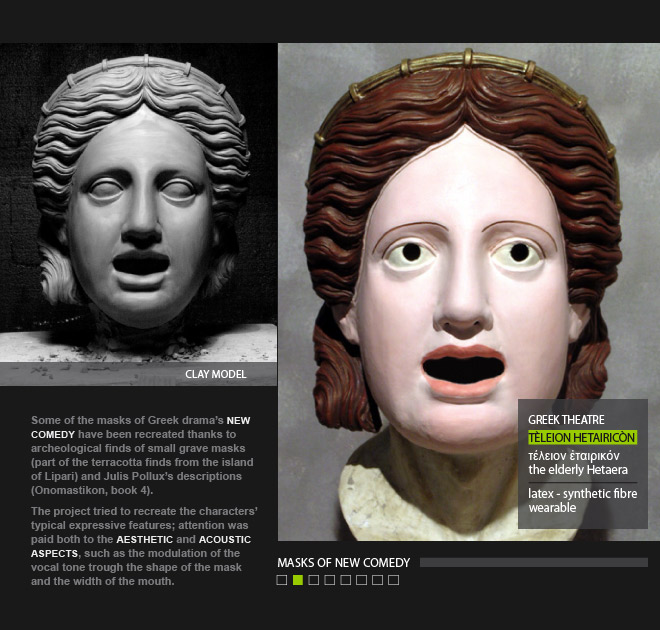 CLAY MODEL
Some of the masks of Greek drama's NEW
COMEDY have been recreated thanks to
archeological finds of small grave masks
(part of the terracotta finds from the island
of Lipari) and Julis Pollux's descriptions
(Onomastikon, book 4).
The project tried to recreate the characters'
typical expressive features; attention was
paid both to the AESTHETIC and ACOUSTIC
ASPECTS, such as the modulation of the
vocal tone trough the shape of the mask
and the width of the mouth.
GREEK THEATRE
TÈLEION HETAIRICÒN
τέλειον ἑταιρικόν
the elderly Hetaera
latex - synthetic fibre
wearable
MASKS OF NEW COMEDY